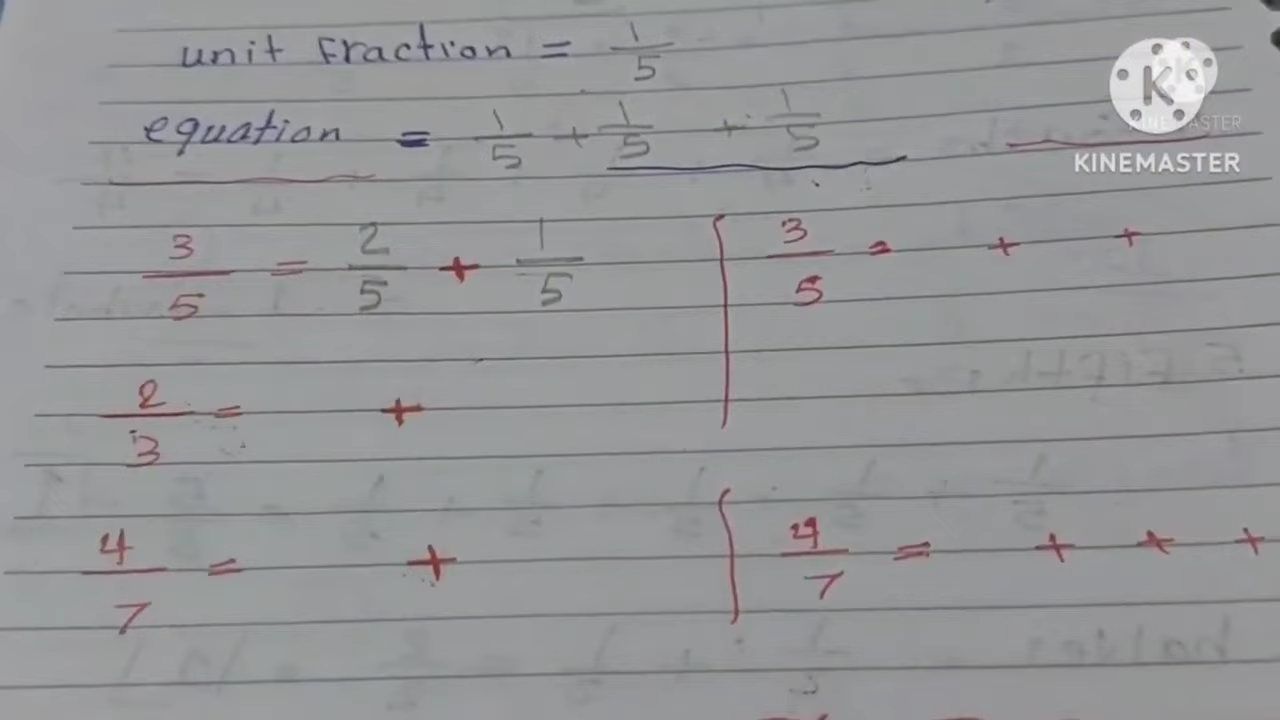 unit fraction = 1/5
equation = 1/5 + 1/5 + 1/5
KINEMASTER
KINEMASTER
3/5 = 2/5 + 1/5
3/5 = + +
2/3 = +
4/7 = +
4/7 = + + +